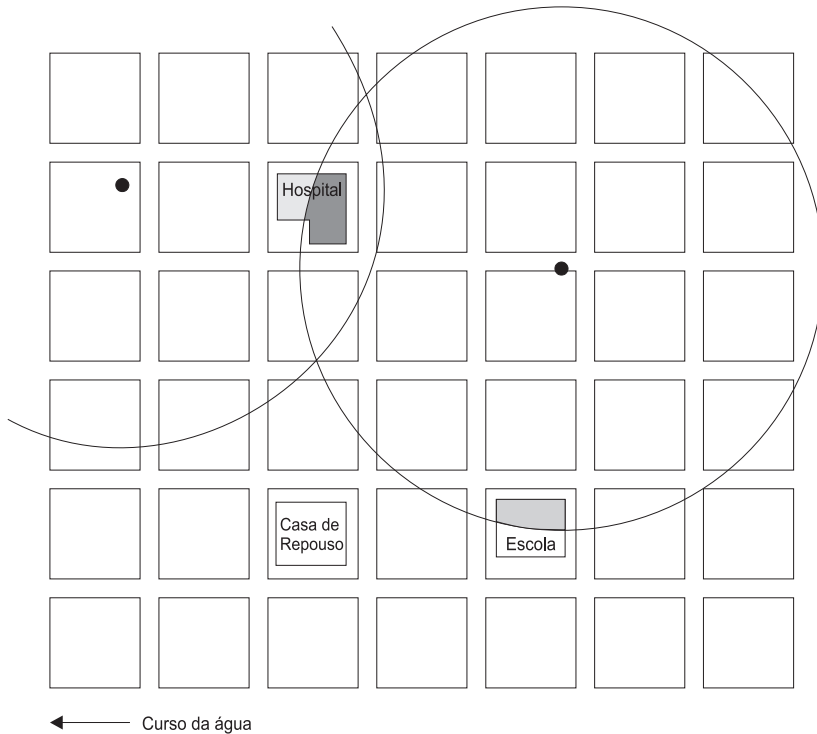 Hospital
Casa de
Repouso
Escola
Curso da água